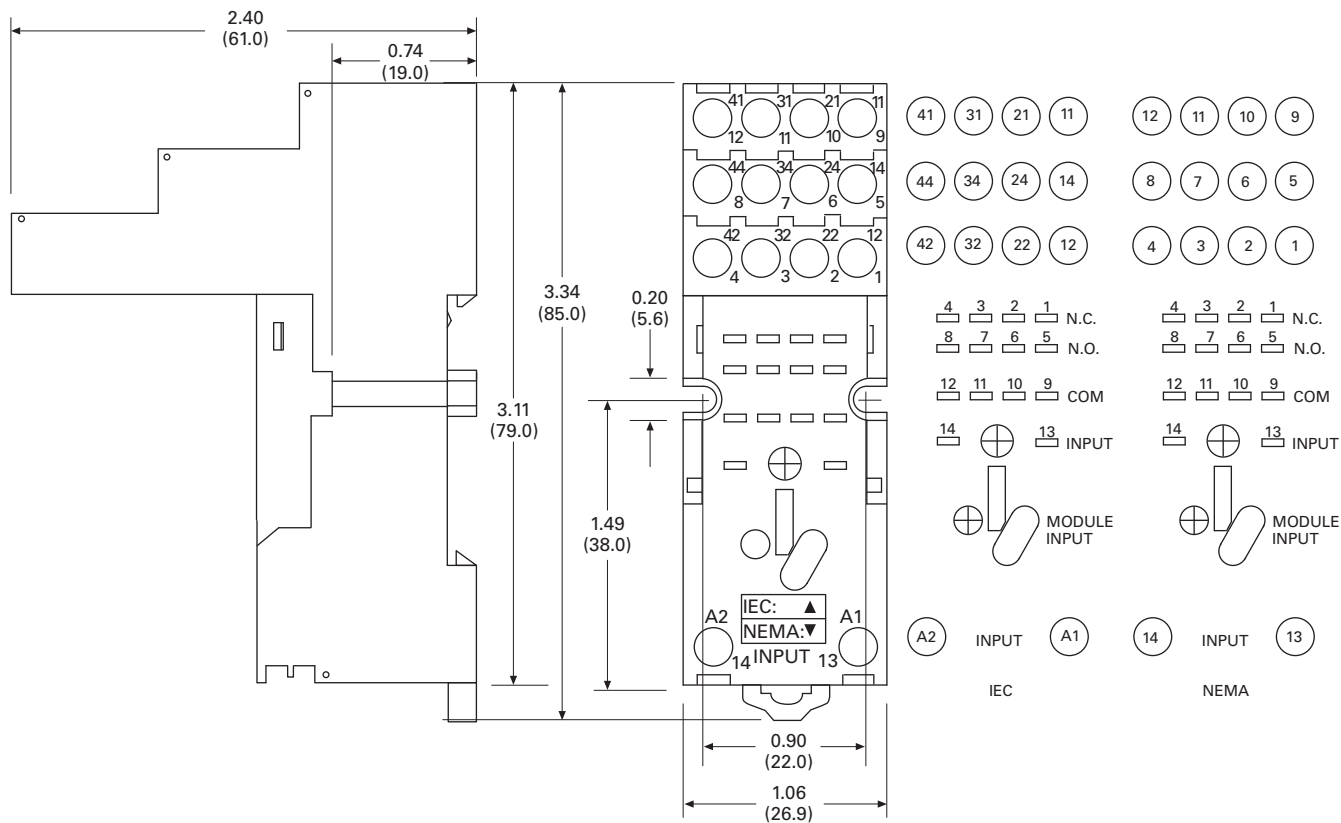 2.40
(61.0)
0.74
(19.0)
3.34
(85.0)
3.11
(79.0)
0.20
(5.6)
1.49
(38.0)
0.90
(22.0)
1.06
(26.9)
41 31 21 11
12 11 10 9
44 34 24 14
8 7 6 5
42 32 22 12
4 3 2 1
IEC: ▲
NEMA:▼
A2 A1
14 INPUT 13
41 31 21 11
44 34 24 14
42 32 22 12
4 3 2 1 N.C.
8 7 6 5 N.O.
12 11 10 9 COM
14 13 INPUT
MODULE
INPUT
A2 INPUT A1
IEC
12 11 10 9
8 7 6 5
4 3 2 1
4 3 2 1 N.C.
8 7 6 5 N.O.
12 11 10 9 COM
14 13 INPUT
MODULE
INPUT
14 INPUT 13
NEMA